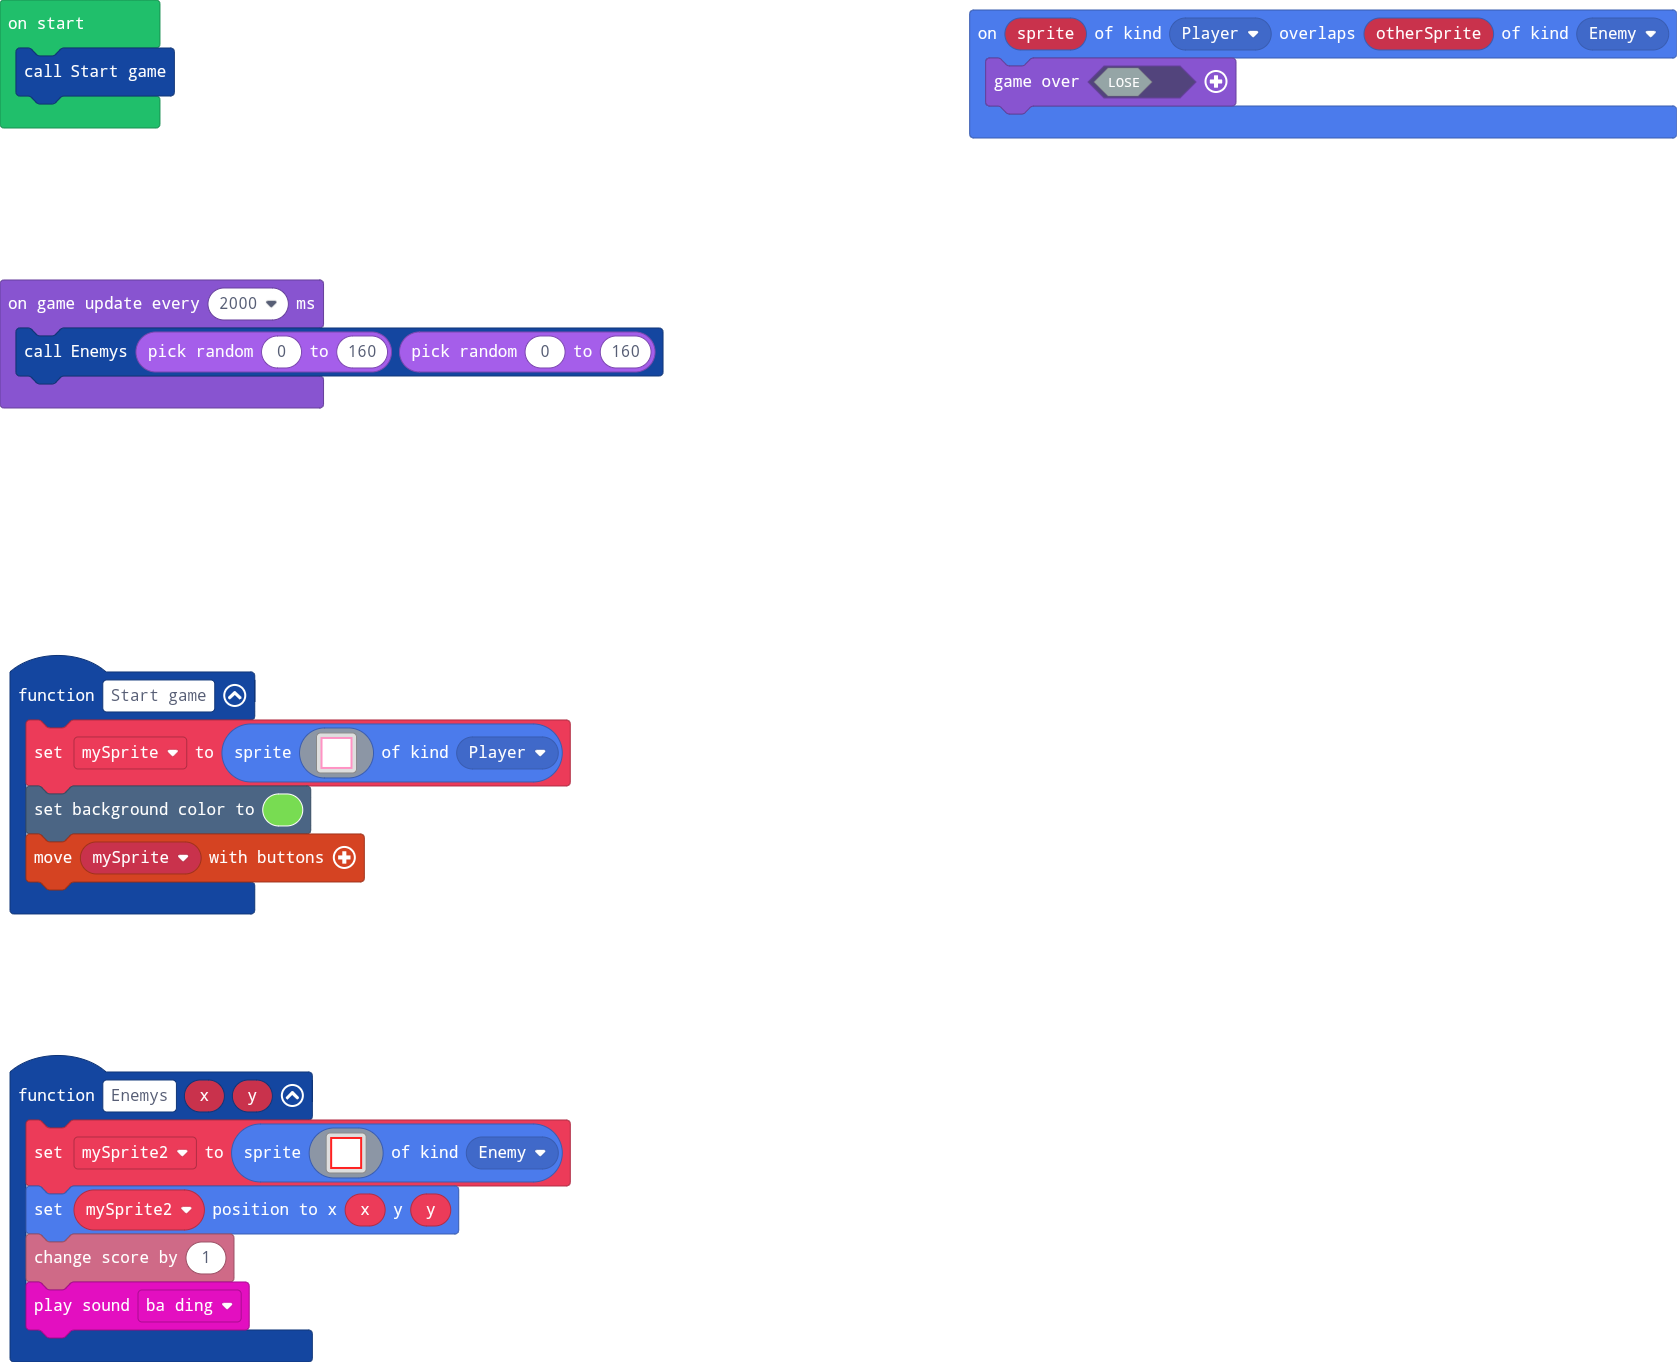 on start
call Start game
on sprite of kind Player overlaps otherSprite of kind Enemy
game over LOSE
on game update every 2000 ms
call Enemys pick random 0 to 160 pick random 0 to 160
function Start game
set mySprite to sprite of kind Player
set background color to
move mySprite with buttons
function Enemys x y
set mySprite2 to sprite of kind Enemy
set mySprite2 position to x x y y
change score by 1
play sound ba ding